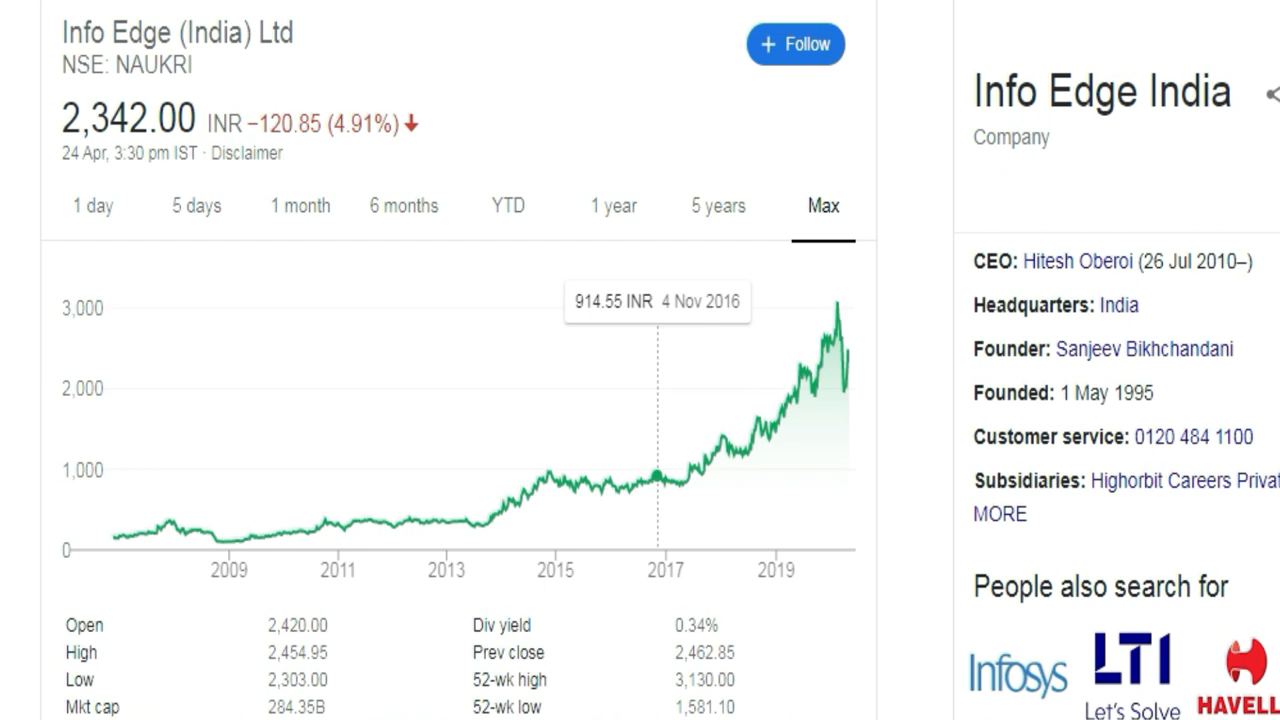 Info Edge (India) Ltd
NSE: NAUKRI
+ Follow
2,342.00 INR −120.85 (4.91%)
24 Apr, 3:30 pm IST · Disclaimer
1 day 5 days 1 month 6 months YTD 1 year 5 years Max
914.55 INR 4 Nov 2016
3,000
2,000
1,000
0
2009 2011 2013 2015 2017 2019
Open 2,420.00 Div yield 0.34%
High 2,454.95 Prev close 2,462.85
Low 2,303.00 52-wk high 3,130.00
Mkt cap 284.35B 52-wk low 1,581.10
Info Edge India
Company
CEO: Hitesh Oberoi (26 Jul 2010–)
Headquarters: India
Founder: Sanjeev Bikhchandani
Founded: 1 May 1995
Customer service: 0120 484 1100
Subsidiaries: Highorbit Careers Privat
MORE
People also search for
Infosys
LTI
Let's Solve
HAVELL